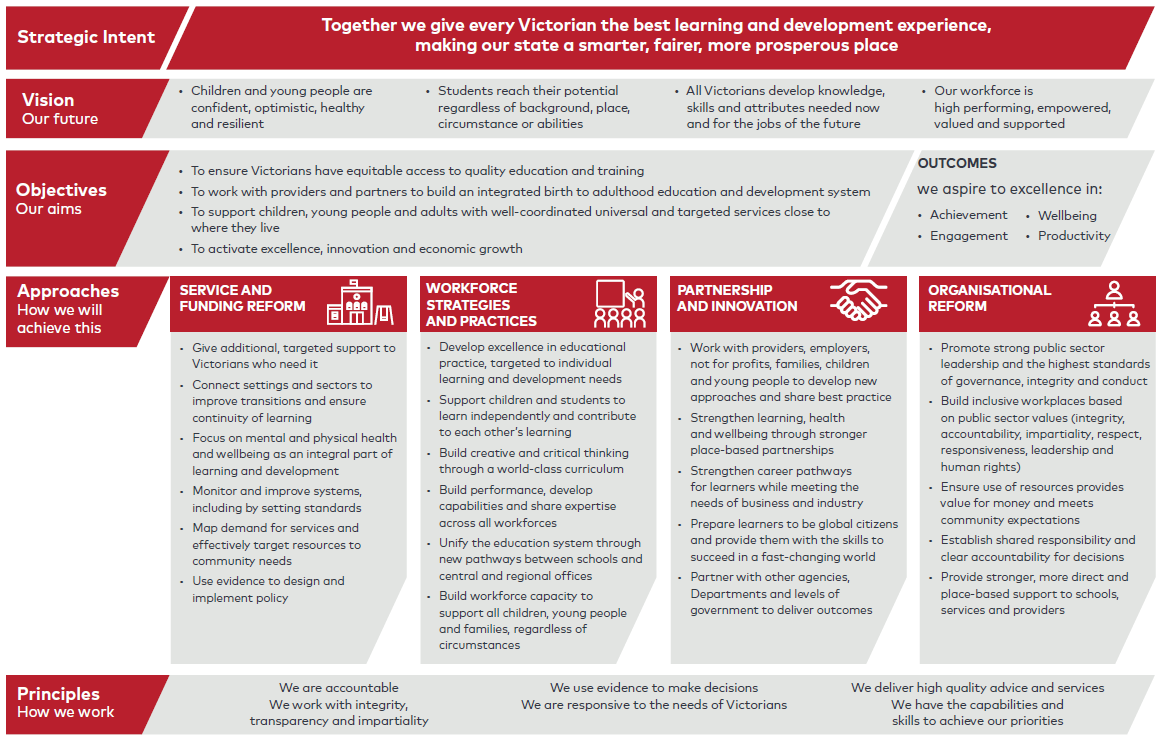 Strategic Intent
Together we give every Victorian the best learning and development experience,
making our state a smarter, fairer, more prosperous place
Vision
Our future
• Children and young people are
confident, optimistic, healthy
and resilient
• Students reach their potential
regardless of background, place,
circumstance or abilities
• All Victorians develop knowledge,
skills and attributes needed now
and for the jobs of the future
• Our workforce is
high performing, empowered,
valued and supported
Objectives
Our aims
• To ensure Victorians have equitable access to quality education and training
• To work with providers and partners to build an integrated birth to adulthood education and development system
• To support children, young people and adults with well-coordinated universal and targeted services close to
where they live
• To activate excellence, innovation and economic growth
OUTCOMES
we aspire to excellence in:
• Achievement
• Engagement
• Wellbeing
• Productivity
Approaches
How we will
achieve this
SERVICE AND
FUNDING REFORM
• Give additional, targeted support to
Victorians who need it
• Connect settings and sectors to
improve transitions and ensure
continuity of learning
• Focus on mental and physical health
and wellbeing as an integral part of
learning and development
• Monitor and improve systems,
including by setting standards
• Map demand for services and
effectively target resources to
community needs
• Use evidence to design and
implement policy
WORKFORCE
STRATEGIES
AND PRACTICES
• Develop excellence in educational
practice, targeted to individual
learning and development needs
• Support children and students to
learn independently and contribute
to each other's learning
• Build creative and critical thinking
through a world-class curriculum
• Build performance, develop
capabilities and share expertise
across all workforces
• Unify the education system through
new pathways between schools and
central and regional offices
• Build workforce capacity to
support all children, young people
and families, regardless of
circumstances
PARTNERSHIP
AND INNOVATION
• Work with providers, employers,
not for profits, families, children
and young people to develop new
approaches and share best practice
• Strengthen learning, health
and wellbeing through stronger
place-based partnerships
• Strengthen career pathways
for learners while meeting the
needs of business and industry
• Prepare learners to be global citizens
and provide them with the skills to
succeed in a fast-changing world
• Partner with other agencies,
Departments and levels of
government to deliver outcomes
ORGANISATIONAL
REFORM
• Promote strong public sector
leadership and the highest standards
of governance, integrity and conduct
• Build inclusive workplaces based
on public sector values (integrity,
accountability, impartiality, respect,
responsiveness, leadership and
human rights)
• Ensure use of resources provides
value for money and meets
community expectations
• Establish shared responsibility and
clear accountability for decisions
• Provide stronger, more direct and
place-based support to schools,
services and providers
Principles
How we work
We are accountable
We work with integrity,
transparency and impartiality
We use evidence to make decisions
We are responsive to the needs of Victorians
We deliver high quality advice and services
We have the capabilities and
skills to achieve our priorities